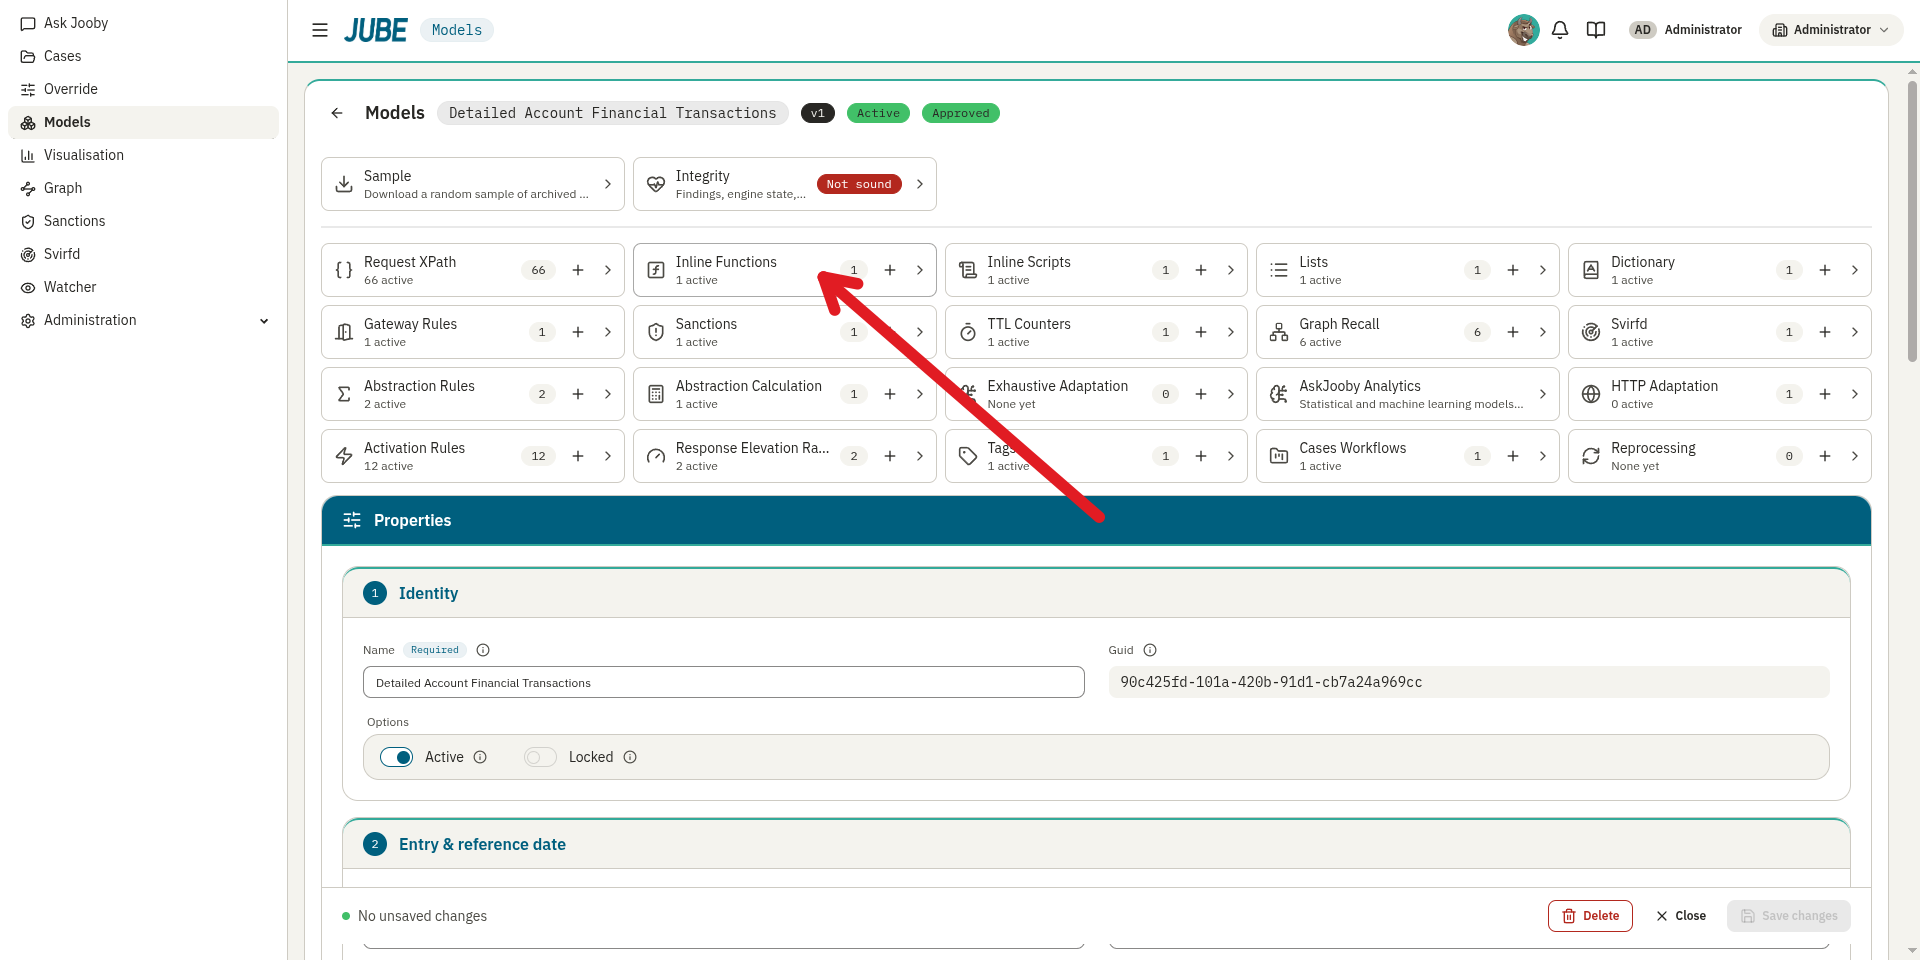 Ask Jooby
Cases
Override
Models
Visualisation
Graph
Sanctions
Svirfd
Watcher
Administration
JUBE Models
AD Administrator Administrator
Models Detailed Account Financial Transactions v1 Active Approved
Sample
Download a random sample of archived ...
Integrity
Findings, engine state,...
Not sound
Request XPath
66 active
66
Inline Functions
1 active
1
Inline Scripts
1 active
1
Lists
1 active
1
Dictionary
1 active
1
Gateway Rules
1 active
1
Sanctions
1 active
1
TTL Counters
1 active
1
Graph Recall
6 active
6
Svirfd
1 active
1
Abstraction Rules
2 active
2
Abstraction Calculation
1 active
1
Exhaustive Adaptation
None yet
0
AskJooby Analytics
Statistical and machine learning models...
HTTP Adaptation
0 active
1
Activation Rules
12 active
12
Response Elevation Ra...
2 active
2
Tags
1 active
1
Cases Workflows
1 active
1
Reprocessing
None yet
0
Properties
1 Identity
Name Required
Detailed Account Financial Transactions
Guid
90c425fd-101a-420b-91d1-cb7a24a969cc
Options
Active Locked
2 Entry & reference date
No unsaved changes
Delete Close Save changes